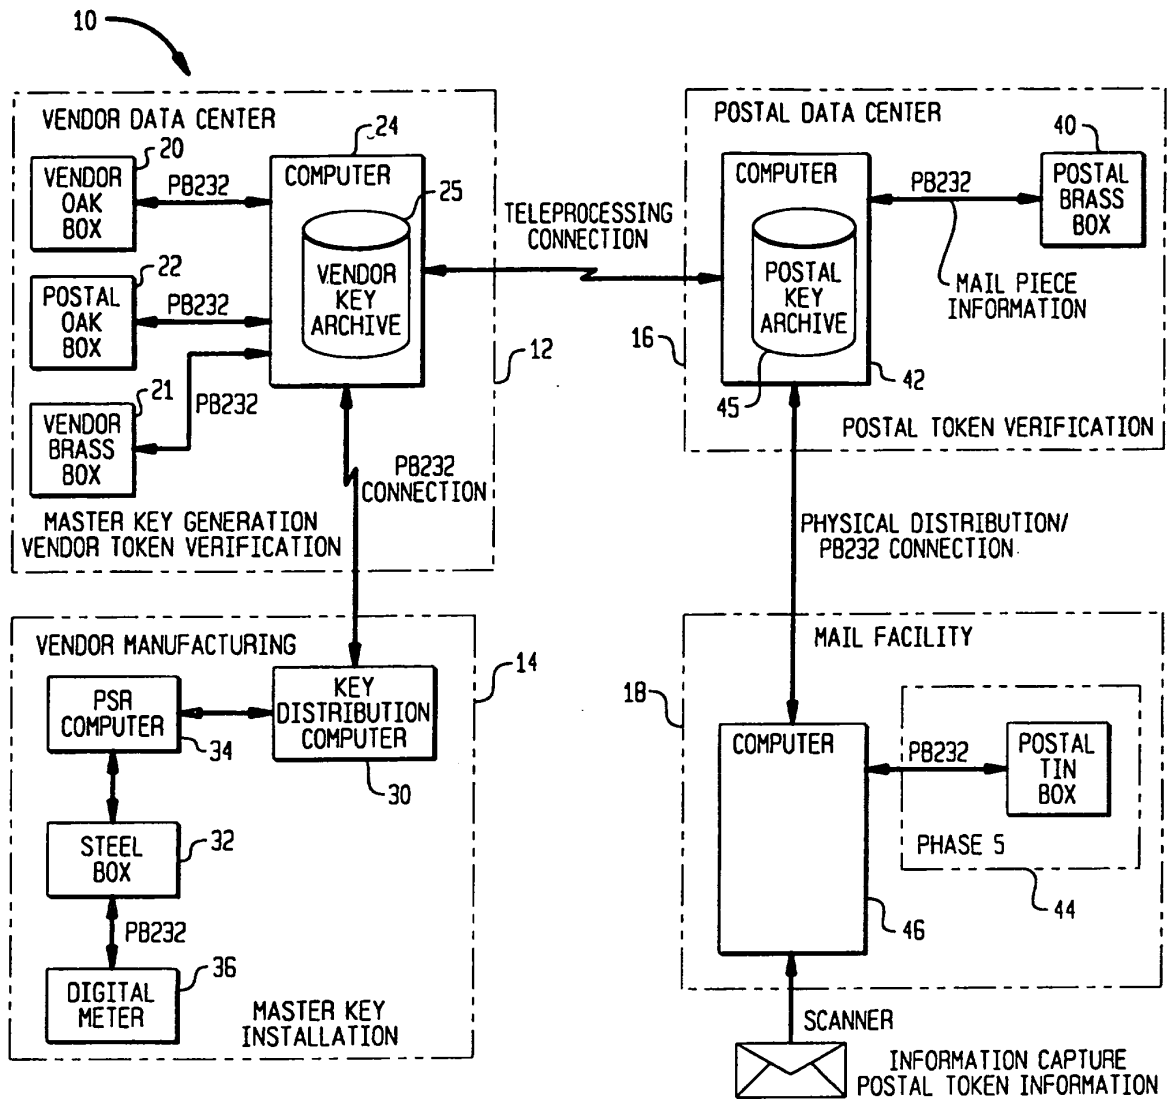 10
VENDOR DATA CENTER
20
VENDOR
OAK
BOX
PB232
22
POSTAL
OAK
BOX
PB232
21
VENDOR
BRASS
BOX
PB232
24
COMPUTER
25
VENDOR
KEY
ARCHIVE
12
MASTER KEY GENERATION
VENDOR TOKEN VERIFICATION
TELEPROCESSING
CONNECTION
PB232
CONNECTION
POSTAL DATA CENTER
40
COMPUTER
PB232
POSTAL
BRASS
BOX
POSTAL
KEY
ARCHIVE
MAIL PIECE
INFORMATION
16
45
42
POSTAL TOKEN VERIFICATION
PHYSICAL DISTRIBUTION/
PB232 CONNECTION
VENDOR MANUFACTURING
14
PSR
COMPUTER
34
KEY
DISTRIBUTION
COMPUTER
30
STEEL
BOX
32
PB232
DIGITAL
METER
36
MASTER KEY
INSTALLATION
MAIL FACILITY
18
COMPUTER
PB232
POSTAL
TIN
BOX
PHASE 5
44
46
SCANNER
INFORMATION CAPTURE
POSTAL TOKEN INFORMATION